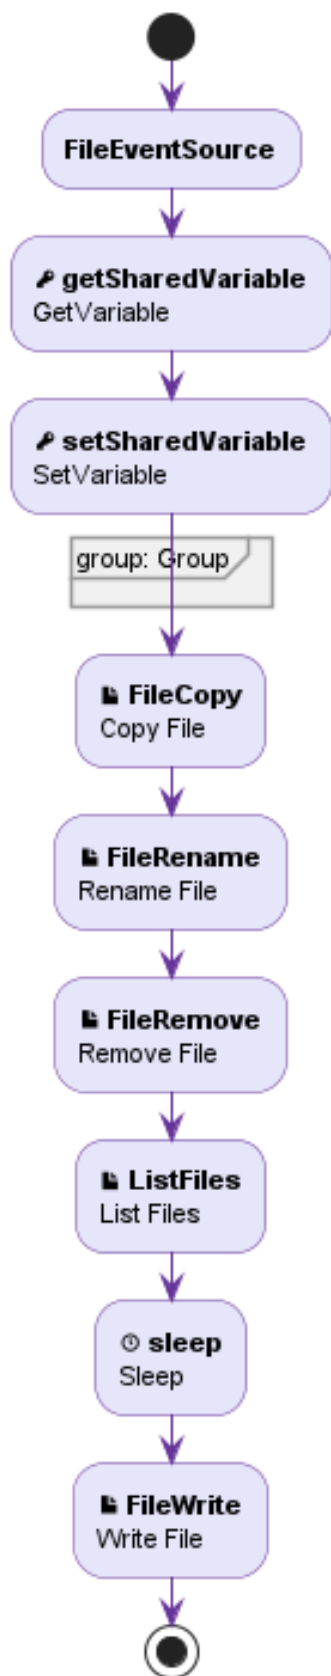 FileEventSource
getSharedVariable
GetVariable
setSharedVariable
SetVariable
group: Group
FileCopy
Copy File
FileRename
Rename File
FileRemove
Remove File
ListFiles
List Files
sleep
Sleep
FileWrite
Write File